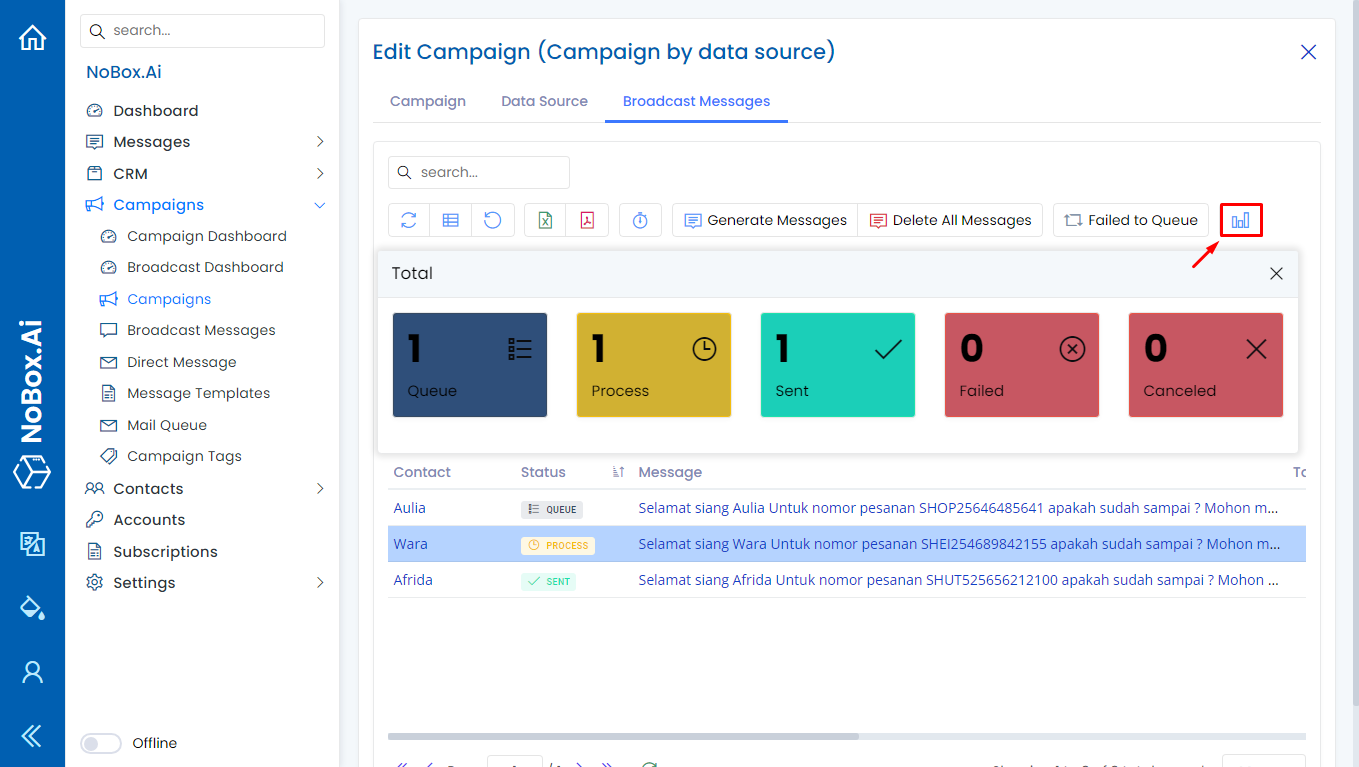 search...
NoBox.Ai
Dashboard
Messages
CRM
Campaigns
Campaign Dashboard
Broadcast Dashboard
Campaigns
Broadcast Messages
Direct Message
Message Templates
Mail Queue
Campaign Tags
Contacts
Accounts
Subscriptions
Settings
Offline
NoBox.Ai
Edit Campaign (Campaign by data source)
Campaign Data Source Broadcast Messages
search...
Generate Messages Delete All Messages Failed to Queue
Total
1 1 1 0 0
Queue Process Sent Failed Canceled
Contact Status Message
Aulia QUEUE Selamat siang Aulia Untuk nomor pesanan SHOP25646485641 apakah sudah sampai ? Mohon m...
Wara PROCESS Selamat siang Wara Untuk nomor pesanan SHEI254689842155 apakah sudah sampai ? Mohon m...
Afrida SENT Selamat siang Afrida Untuk nomor pesanan SHUT525656212100 apakah sudah sampai ? Mohon ...